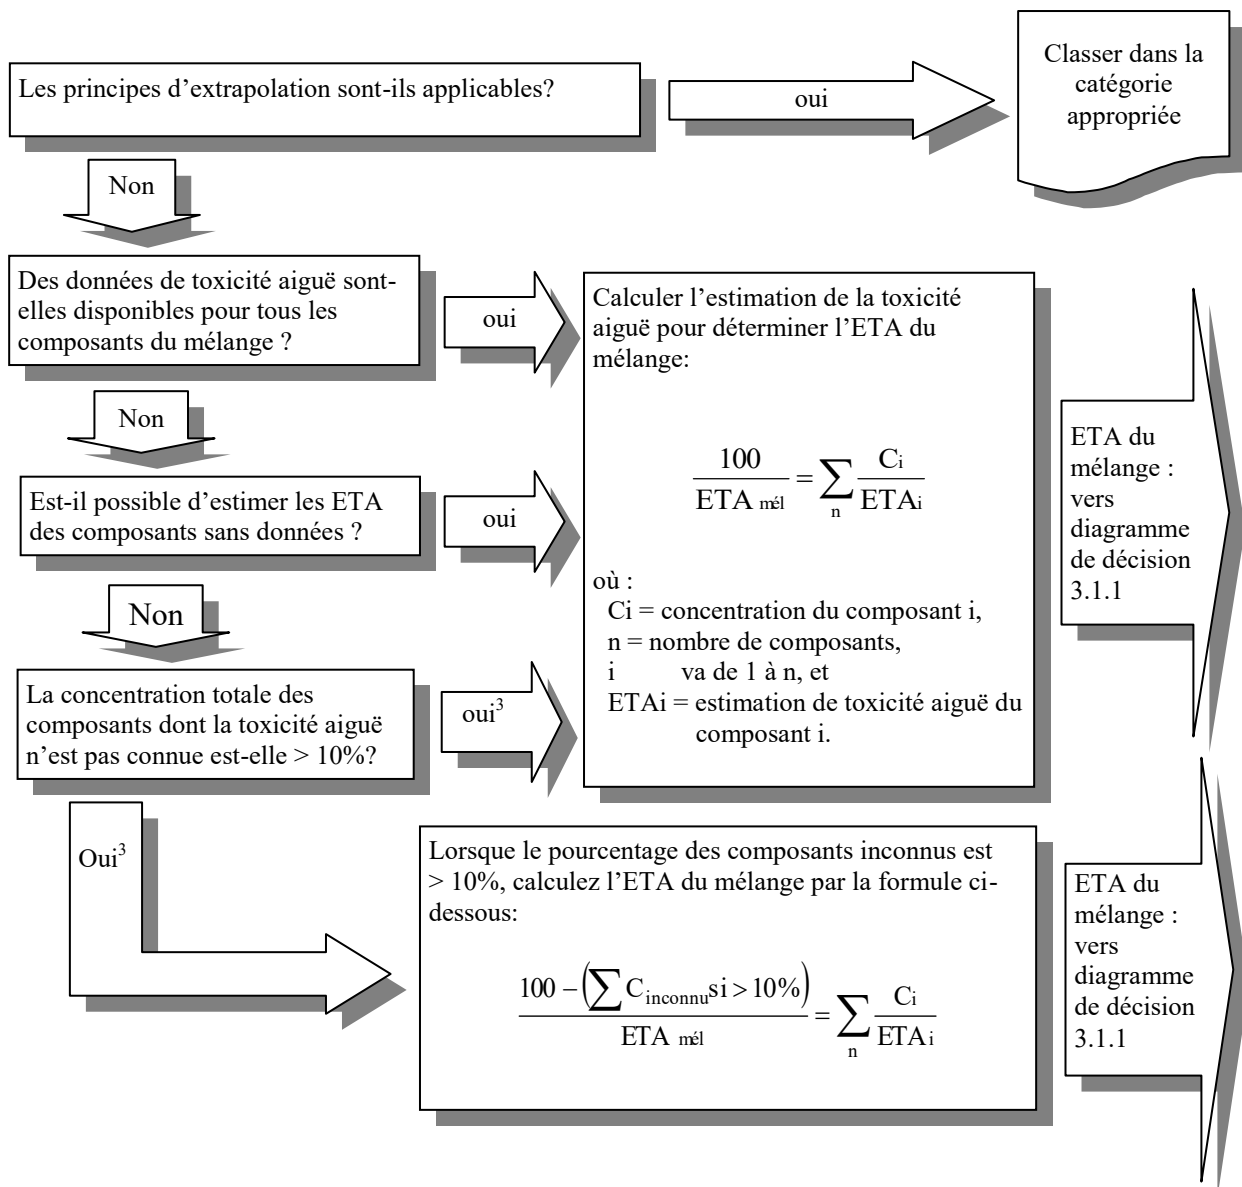 Les principes d'extrapolation sont-ils applicables?
oui
Classer dans la
catégorie
appropriée
Non
Des données de toxicité aiguë sont-
elles disponibles pour tous les
composants du mélange ?
oui
Non
Est-il possible d'estimer les ETA
des composants sans données ?
oui
Non
La concentration totale des
composants dont la toxicité aiguë
n'est pas connue est-elle > 10%?
oui³
Calculer l'estimation de la toxicité
aiguë pour déterminer l'ETA du
mélange:
100 / ETA mél = ∑ n Ci / ETAi
où :
Ci = concentration du composant i,
n = nombre de composants,
i va de 1 à n, et
ETAi = estimation de toxicité aiguë du
composant i.
ETA du
mélange :
vers
diagramme
de décision
3.1.1
Oui³
Lorsque le pourcentage des composants inconnus est
> 10%, calculez l'ETA du mélange par la formule ci-
dessous:
100 − (∑ C inconnu si > 10%) / ETA mél = ∑ n Ci / ETA i
ETA du
mélange :
vers
diagramme
de décision
3.1.1